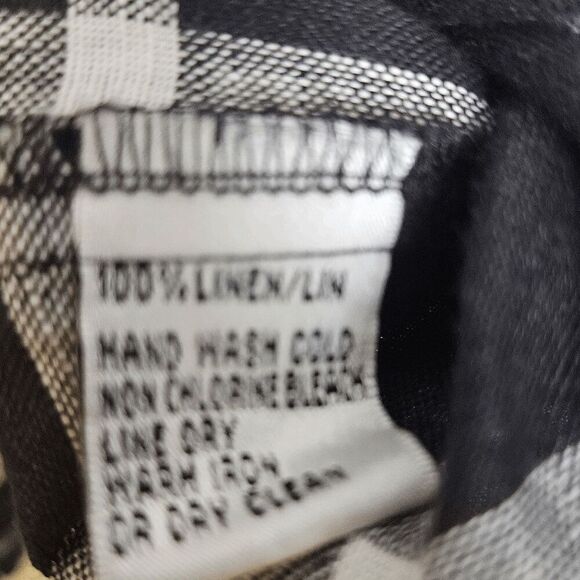 100% LINEN/LIN
HAND WASH COLD
NON CHLORINE BLEACH
LINE DRY
WARM IRON
OR DRY CLEAN